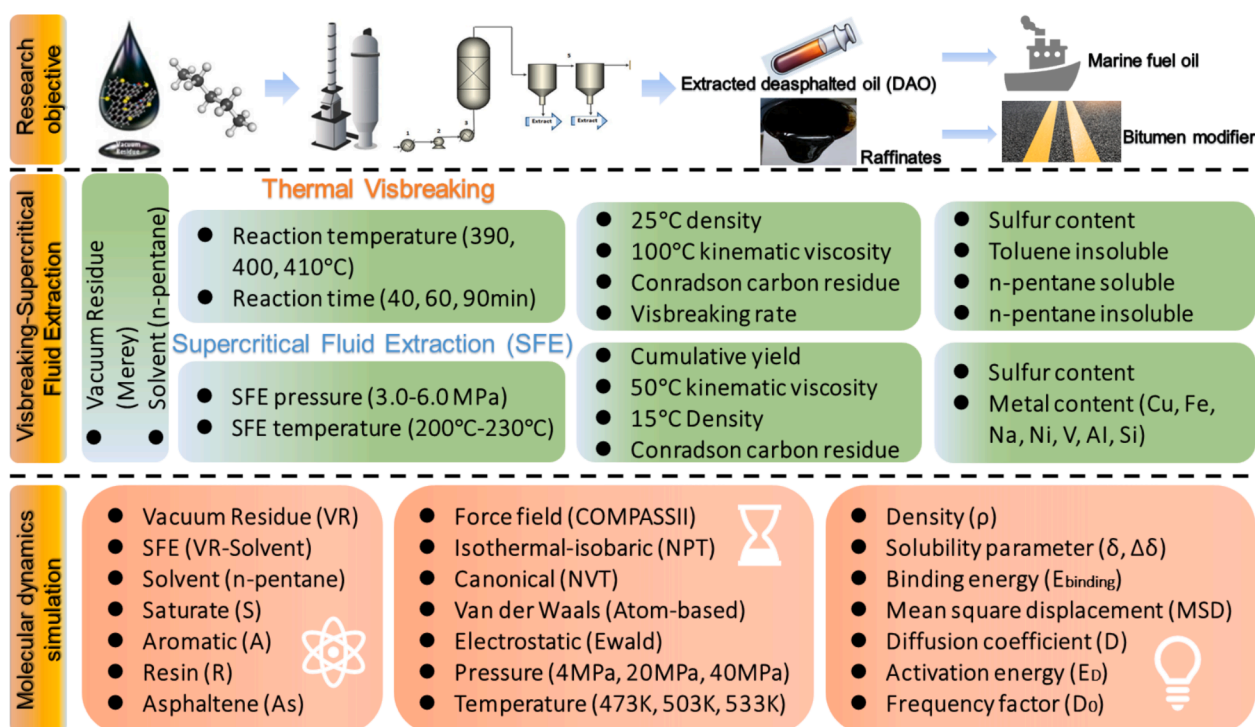 Research
objective
Vacuum
Residue
1
2
3
5
Extract
Extract
Extracted deasphalted oil (DAO)
Raffinates
Marine fuel oil
Bitumen modifier
Visbreaking-Supercritical
Fluid Extraction
● Vacuum Residue
(Merey)
● Solvent (n-pentane)
Thermal Visbreaking
● Reaction temperature (390,
400, 410°C)
● Reaction time (40, 60, 90min)
Supercritical Fluid Extraction (SFE)
● SFE pressure (3.0-6.0 MPa)
● SFE temperature (200°C-230°C)
● 25°C density
● 100°C kinematic viscosity
● Conradson carbon residue
● Visbreaking rate
● Cumulative yield
● 50°C kinematic viscosity
● 15°C Density
● Conradson carbon residue
● Sulfur content
● Toluene insoluble
● n-pentane soluble
● n-pentane insoluble
● Sulfur content
● Metal content (Cu, Fe,
Na, Ni, V, Al, Si)
Molecular dynamics
simulation
● Vacuum Residue (VR)
● SFE (VR-Solvent)
● Solvent (n-pentane)
● Saturate (S)
● Aromatic (A)
● Resin (R)
● Asphaltene (As)
● Force field (COMPASSII)
● Isothermal-isobaric (NPT)
● Canonical (NVT)
● Van der Waals (Atom-based)
● Electrostatic (Ewald)
● Pressure (4MPa, 20MPa, 40MPa)
● Temperature (473K, 503K, 533K)
● Density (ρ)
● Solubility parameter (δ, Δδ)
● Binding energy (Ebinding)
● Mean square displacement (MSD)
● Diffusion coefficient (D)
● Activation energy (ED)
● Frequency factor (D0)